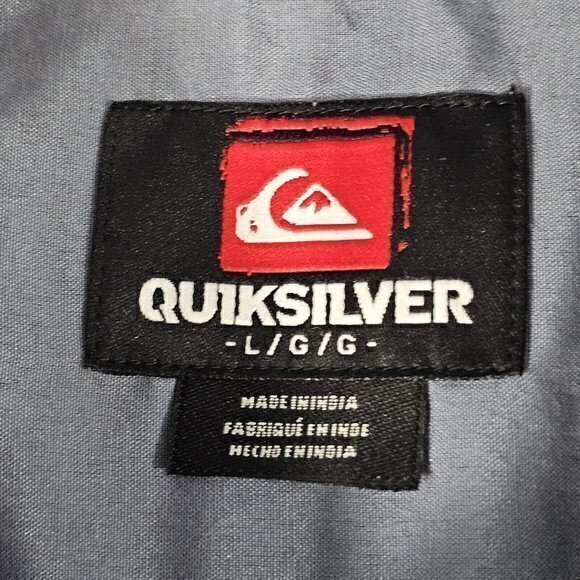 QUIKSILVER
- L / G / G -
MADE IN INDIA
FABRIQUÉ EN INDE
HECHO EN INDIA